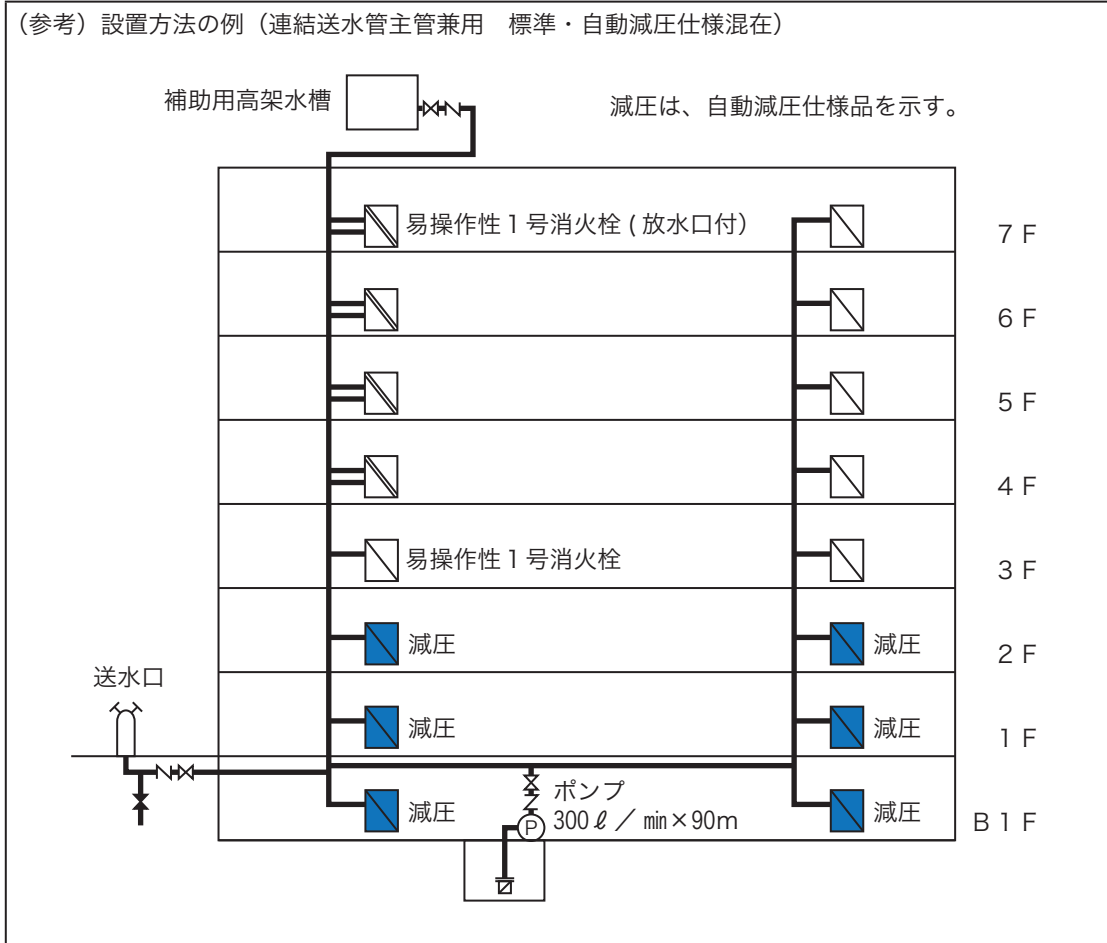 (参考)設置方法の例(連結送水管主管兼用　標準・自動減圧仕様混在)
補助用高架水槽
減圧は、自動減圧仕様品を示す。
易操作性1号消火栓(放水口付)
7F
6F
5F
4F
易操作性1号消火栓
3F
減圧
減圧
2F
送水口
減圧
減圧
1F
ポンプ
減圧
P
300ℓ/min×90m
減圧
B1F